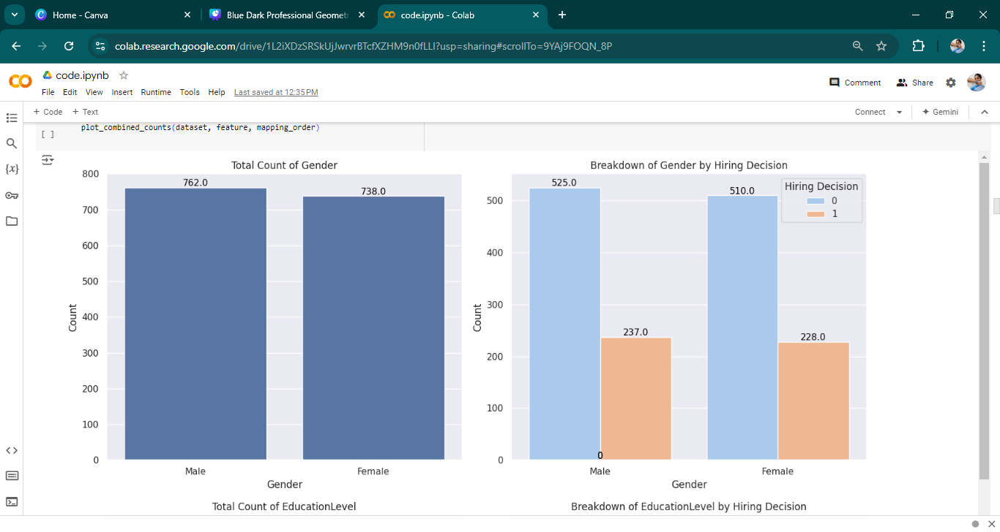 Home - Canva
Blue Dark Professional Geomet
code.ipynb - Colab
colab.research.google.com/drive/1L2iXDzSRSkUjJwrvrBTcfXZHM9n0fLLI?usp=sharing#scrollTo=9YAj9FOQN_8P
code.ipynb
File Edit View Insert Runtime Tools Help Last saved at 12:35 PM
Comment Share
+ Code + Text
Connect Gemini
[ ]
plot_combined_counts(dataset, feature, mapping_order)
{x}
Total Count of Gender
800
700
600
500
400
300
200
100
0
Count
762.0
738.0
Male Female
Gender
Breakdown of Gender by Hiring Decision
500
400
300
200
100
0
Count
525.0
237.0
510.0
228.0
0
Hiring Decision
0
1
Male Female
Gender
Total Count of EducationLevel
Breakdown of EducationLevel by Hiring Decision